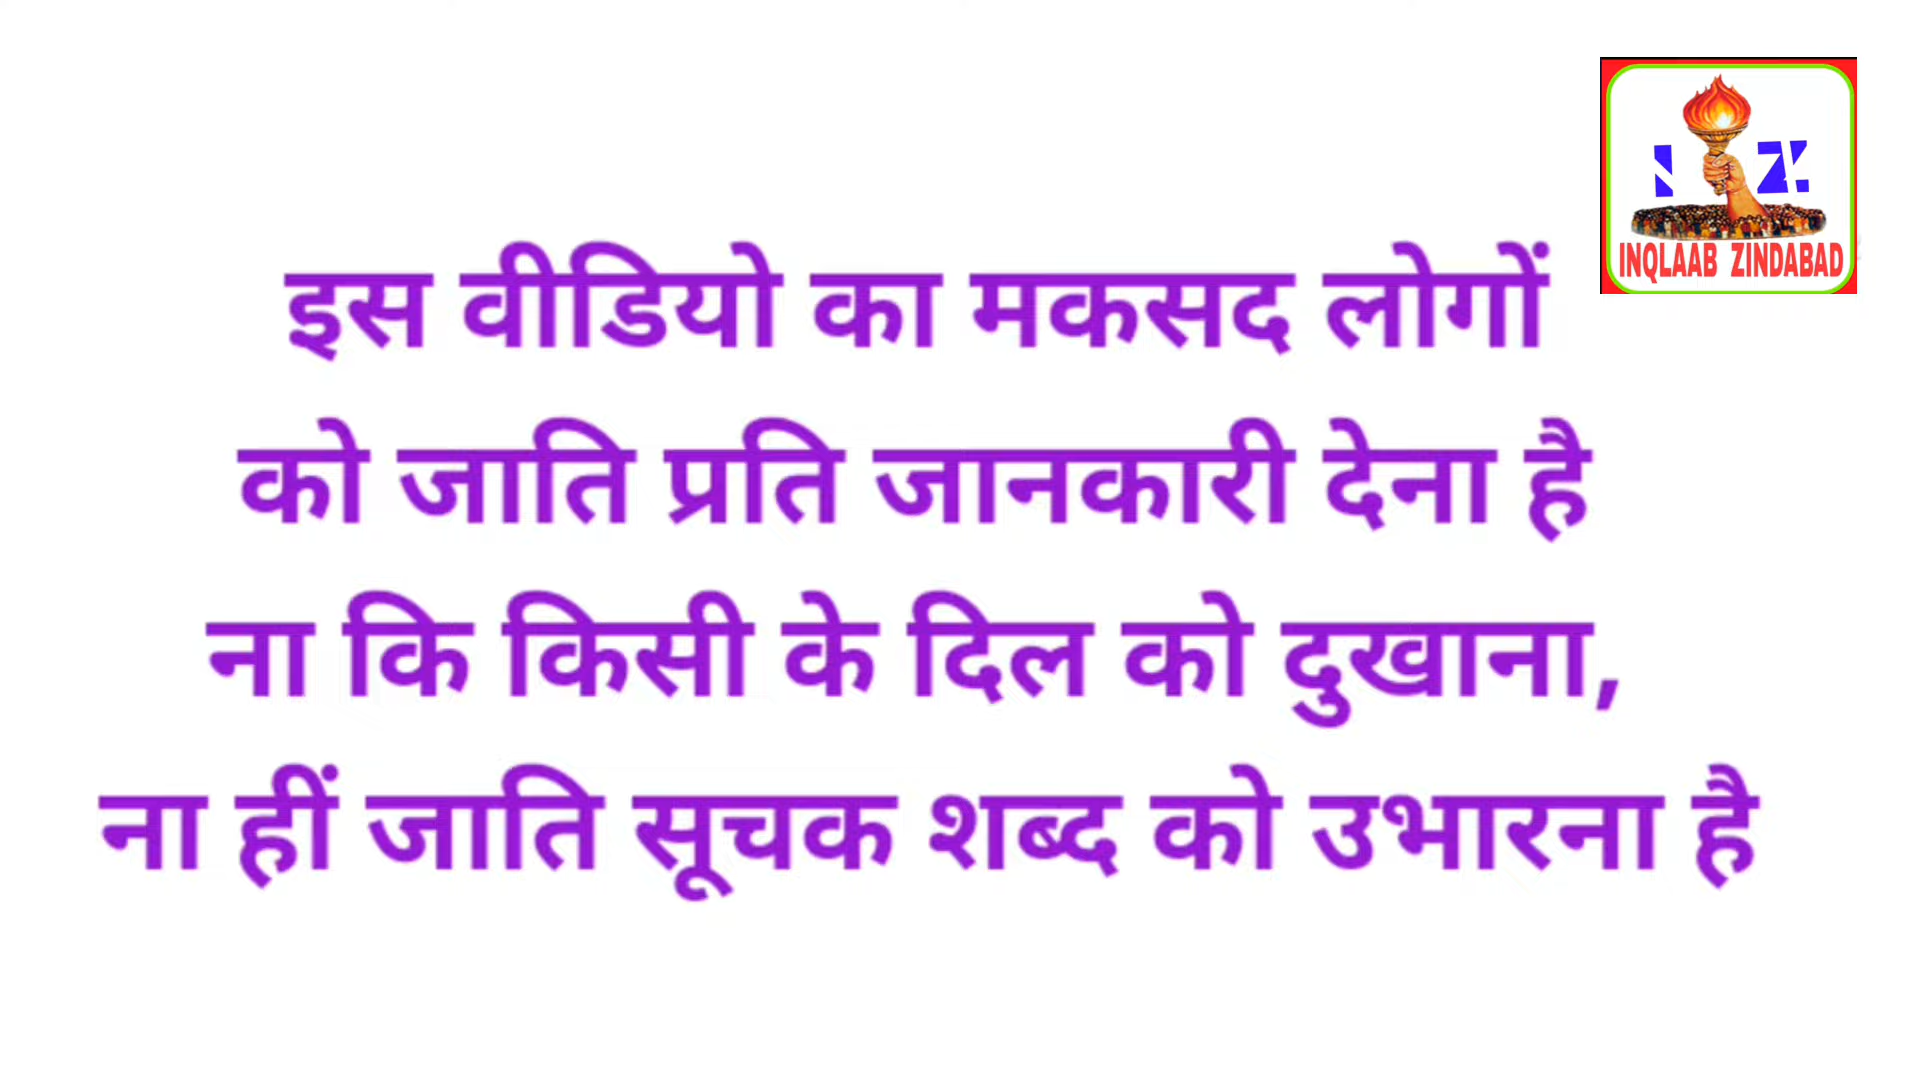 इस वीडियो का मकसद लोगों
को जाति प्रति जानकारी देना है
ना कि किसी के दिल को दुखाना,
ना हीं जाति सूचक शब्द को उभारना है
I Z
INQLAAB ZINDABAD